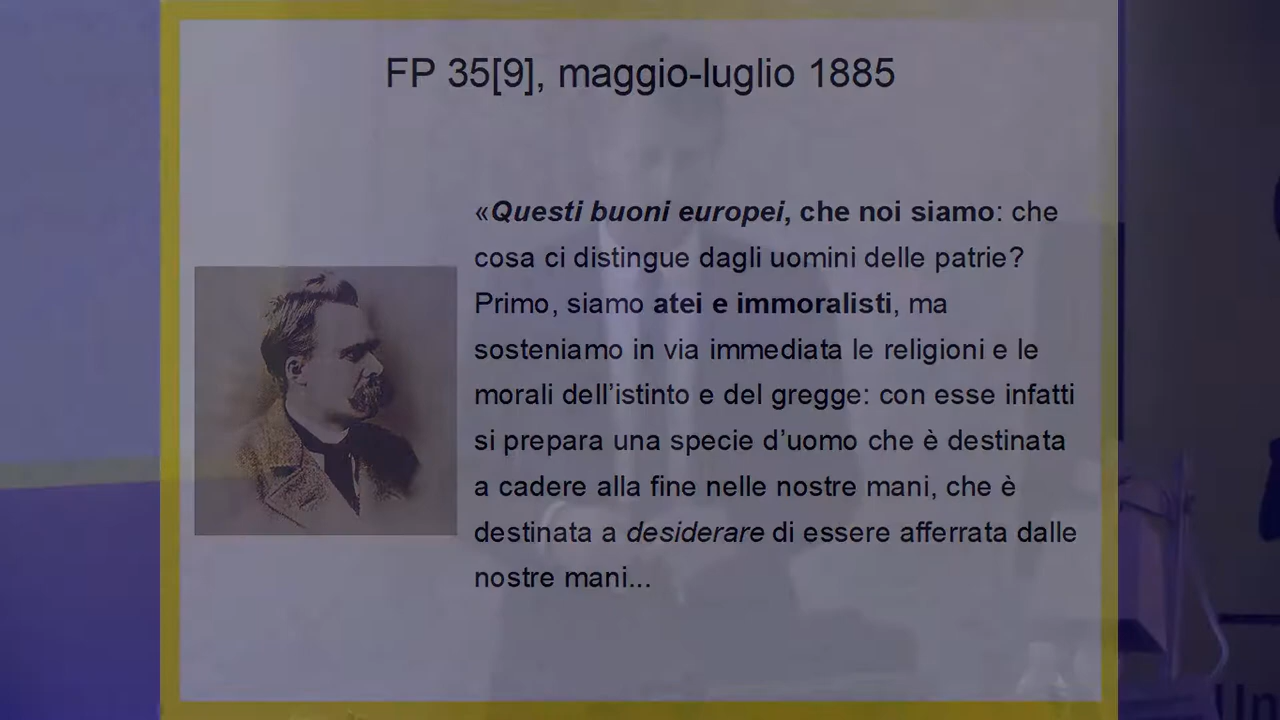 FP 35[9], maggio-luglio 1885
«Questi buoni europei, che noi siamo: che
cosa ci distingue dagli uomini delle patrie?
Primo, siamo atei e immoralisti, ma
sosteniamo in via immediata le religioni e le
morali dell’istinto e del gregge: con esse infatti
si prepara una specie d’uomo che è destinata
a cadere alla fine nelle nostre mani, che è
destinata a desiderare di essere afferrata dalle
nostre mani...